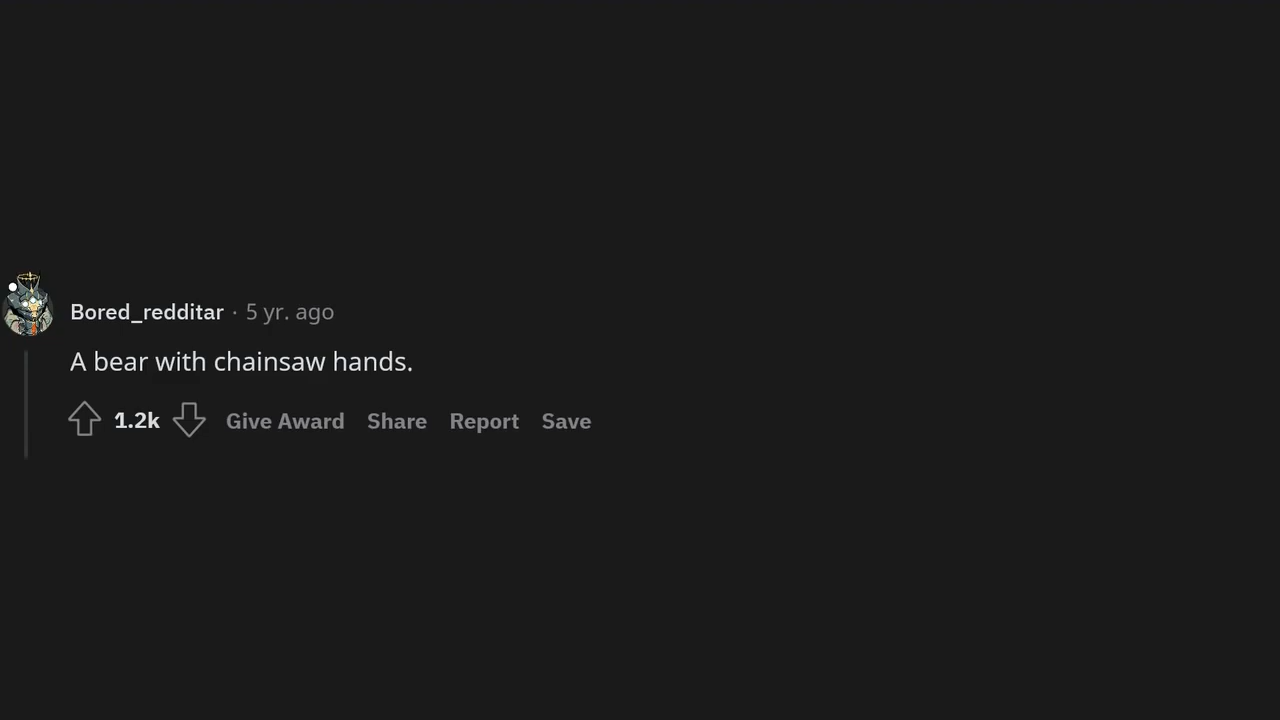 Bored_redditar · 5 yr. ago
A bear with chainsaw hands.
1.2k Give Award Share Report Save